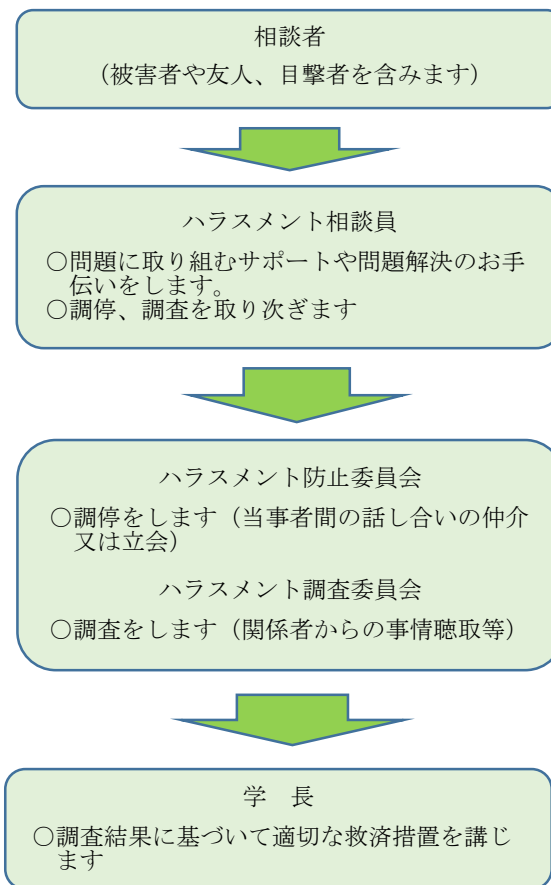 相談者
（被害者や友人、目撃者を含みます）
ハラスメント相談員
○問題に取り組むサポートや問題解決のお手
伝いをします。
○調停、調査を取り次ぎます
ハラスメント防止委員会
○調停をします（当事者間の話し合いの仲介
又は立会）
ハラスメント調査委員会
○調査をします（関係者からの事情聴取等）
学　長
○調査結果に基づいて適切な救済措置を講じ
ます